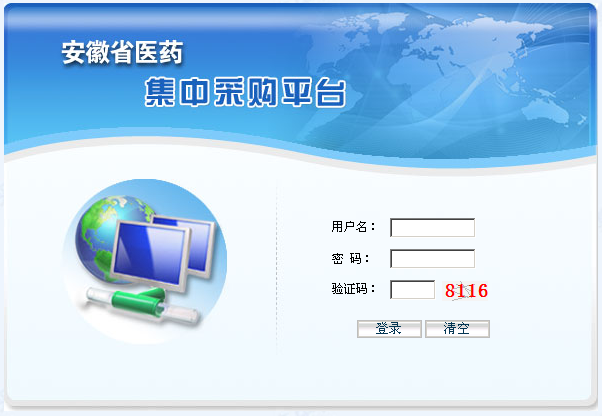 安徽省医药
集中采购平台
用户名：
密 码：
验证码： 8116
登录 清空